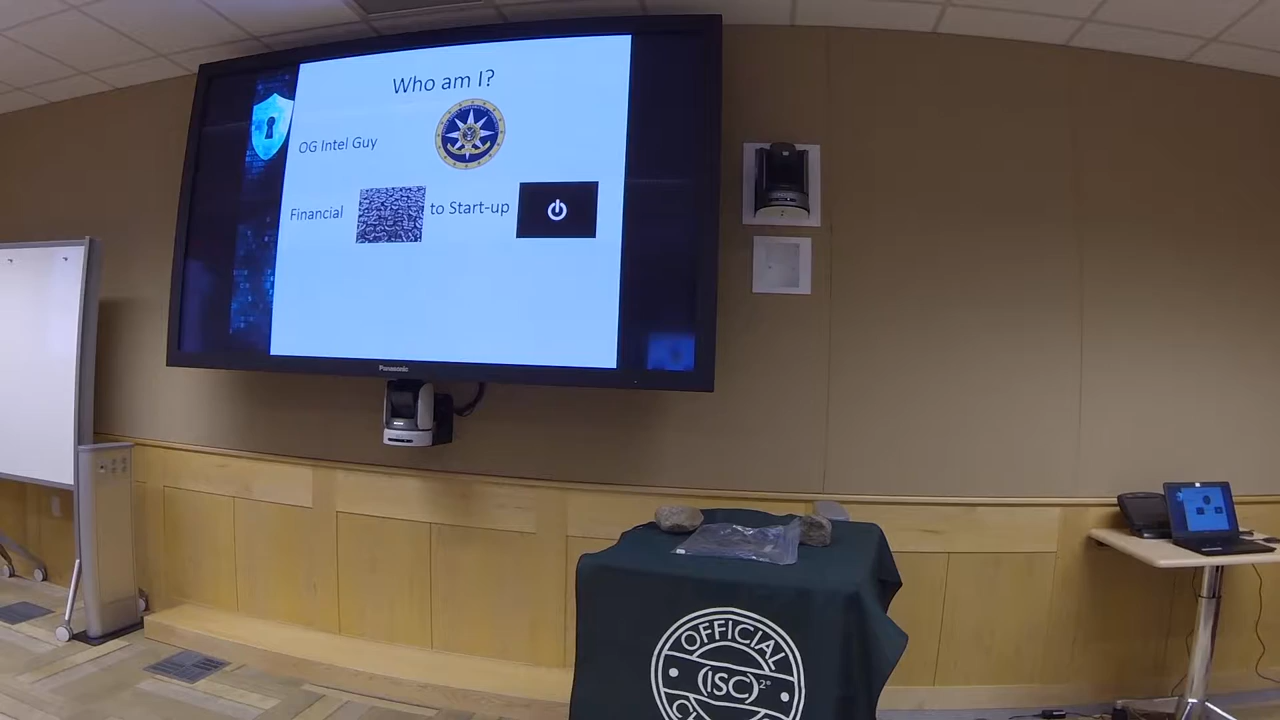 Who am I?
OG Intel Guy
Financial
to Start-up
Panasonic
OFFICIAL
(ISC)²®